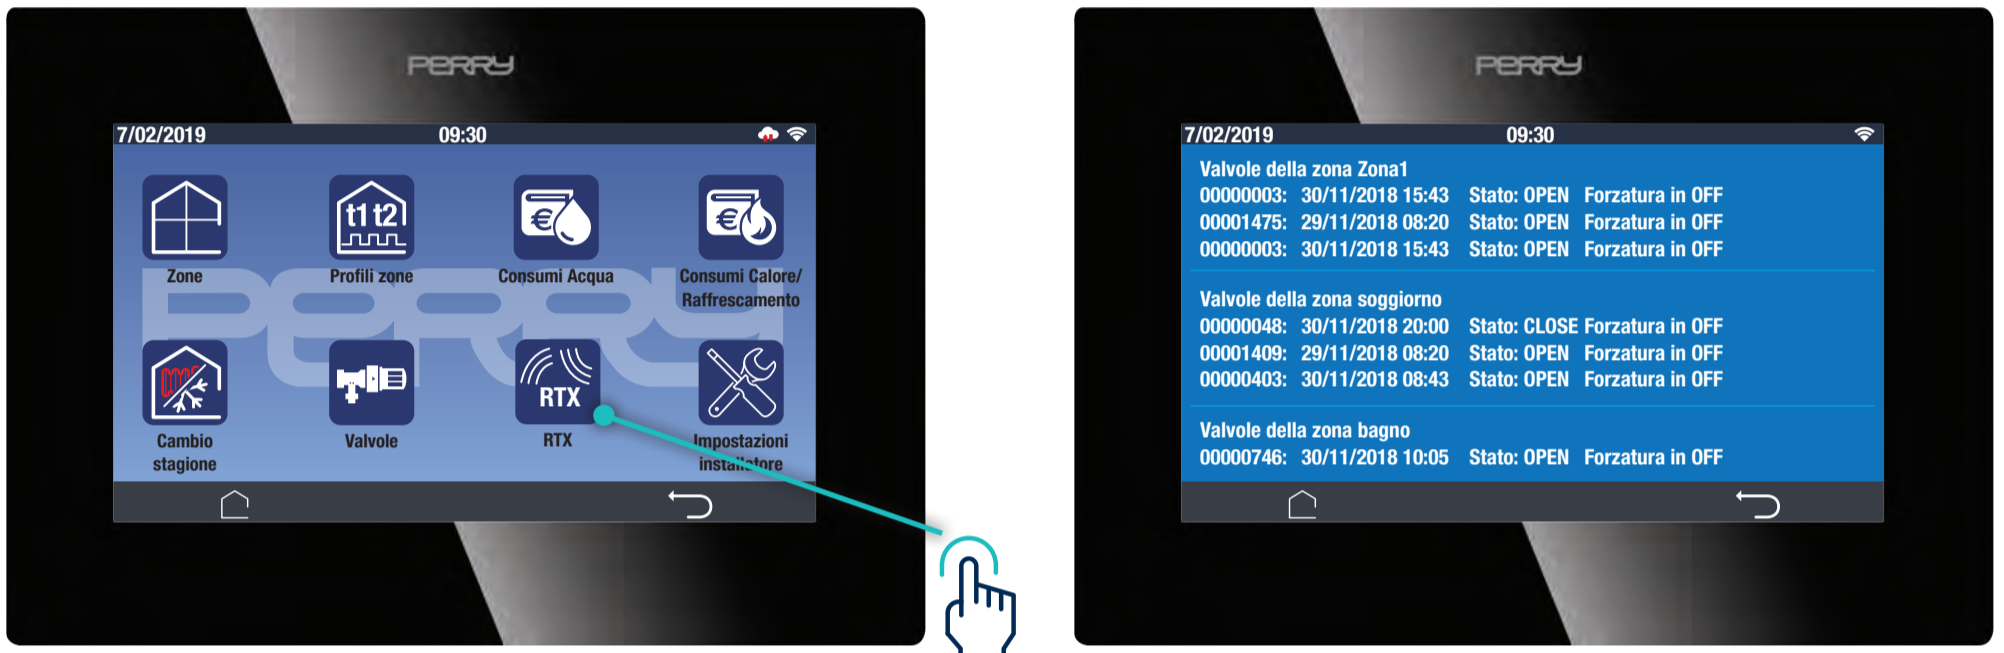 PERRY
7/02/2019 09:30
t1 t2
€
€
Zone Profili zone Consumi Acqua Consumi Calore/
Raffrescamento
PERRY
RTX
Cambio
stagione
Valvole
RTX
Impostazioni
installatore
PERRY
7/02/2019 09:30
Valvole della zona Zona1
00000003: 30/11/2018 15:43 Stato: OPEN Forzatura in OFF
00001475: 29/11/2018 08:20 Stato: OPEN Forzatura in OFF
00000003: 30/11/2018 15:43 Stato: OPEN Forzatura in OFF
Valvole della zona soggiorno
00000048: 30/11/2018 20:00 Stato: CLOSE Forzatura in OFF
00001409: 29/11/2018 08:20 Stato: OPEN Forzatura in OFF
00000403: 30/11/2018 08:43 Stato: OPEN Forzatura in OFF
Valvole della zona bagno
00000746: 30/11/2018 10:05 Stato: OPEN Forzatura in OFF